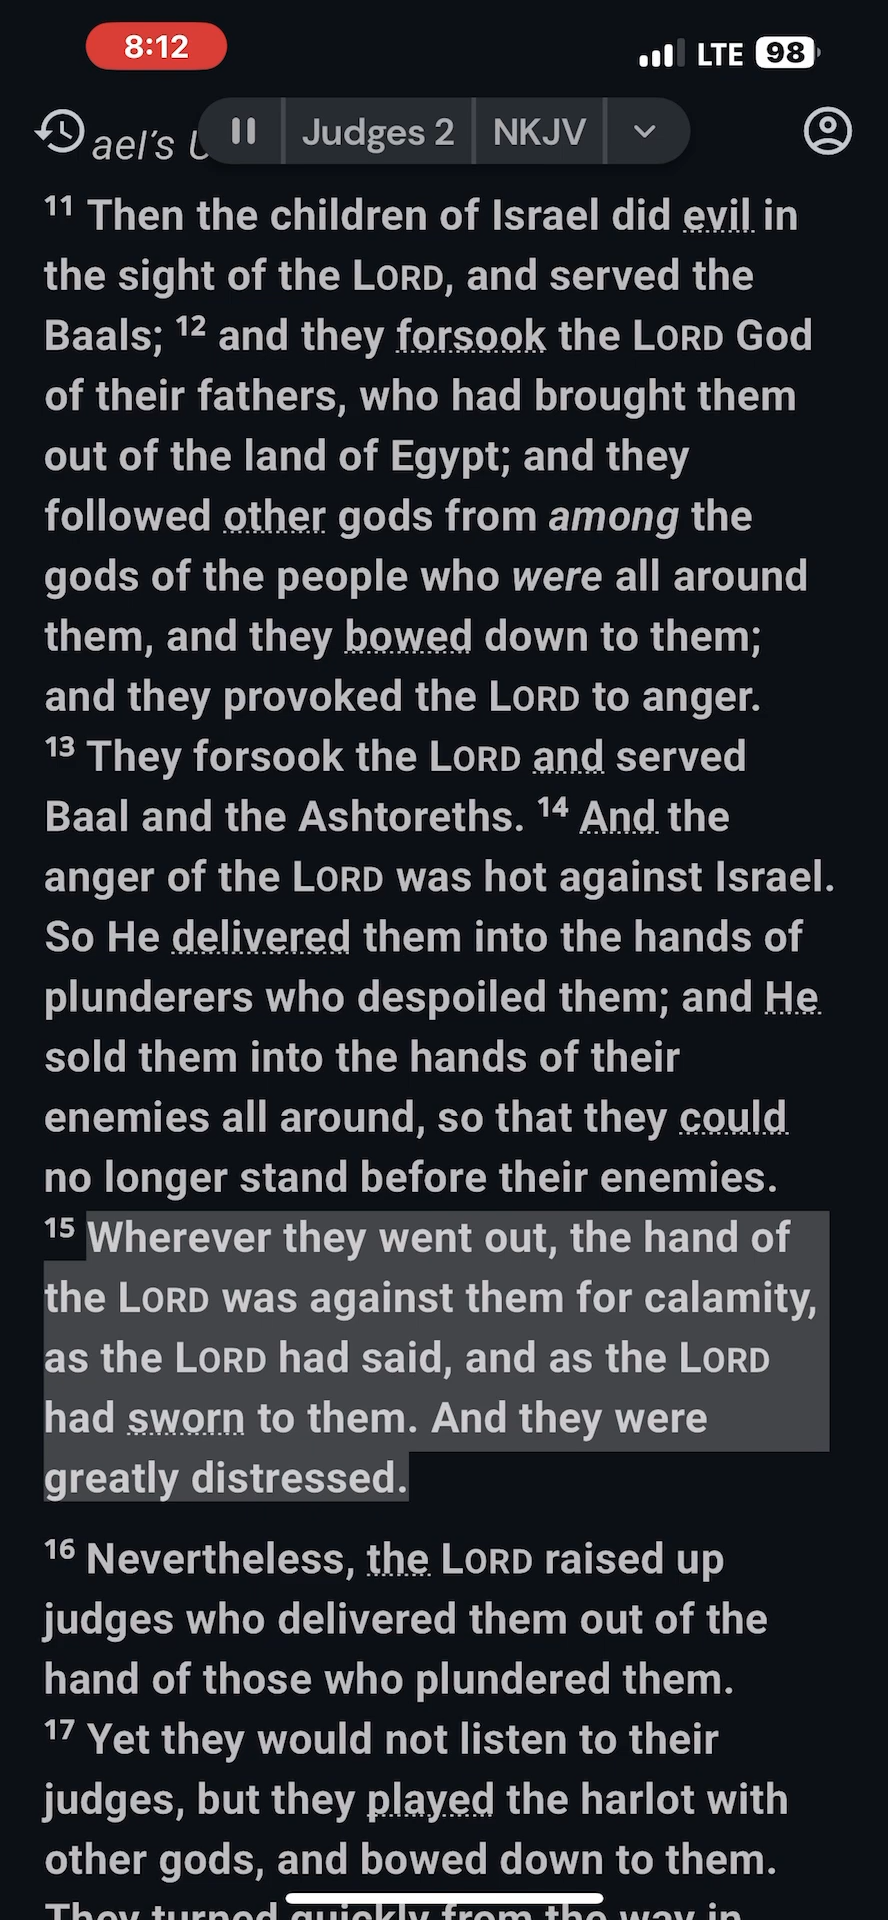 8:12
LTE 98
ael's
Judges 2 NKJV
11 Then the children of Israel did evil in
the sight of the LORD, and served the
Baals; 12 and they forsook the LORD God
of their fathers, who had brought them
out of the land of Egypt; and they
followed other gods from among the
gods of the people who were all around
them, and they bowed down to them;
and they provoked the LORD to anger.
13 They forsook the LORD and served
Baal and the Ashtoreths. 14 And the
anger of the LORD was hot against Israel.
So He delivered them into the hands of
plunderers who despoiled them; and He
sold them into the hands of their
enemies all around, so that they could
no longer stand before their enemies.
15 Wherever they went out, the hand of
the LORD was against them for calamity,
as the LORD had said, and as the LORD
had sworn to them. And they were
greatly distressed.
16 Nevertheless, the LORD raised up
judges who delivered them out of the
hand of those who plundered them.
17 Yet they would not listen to their
judges, but they played the harlot with
other gods, and bowed down to them.
They turned quickly from the way in